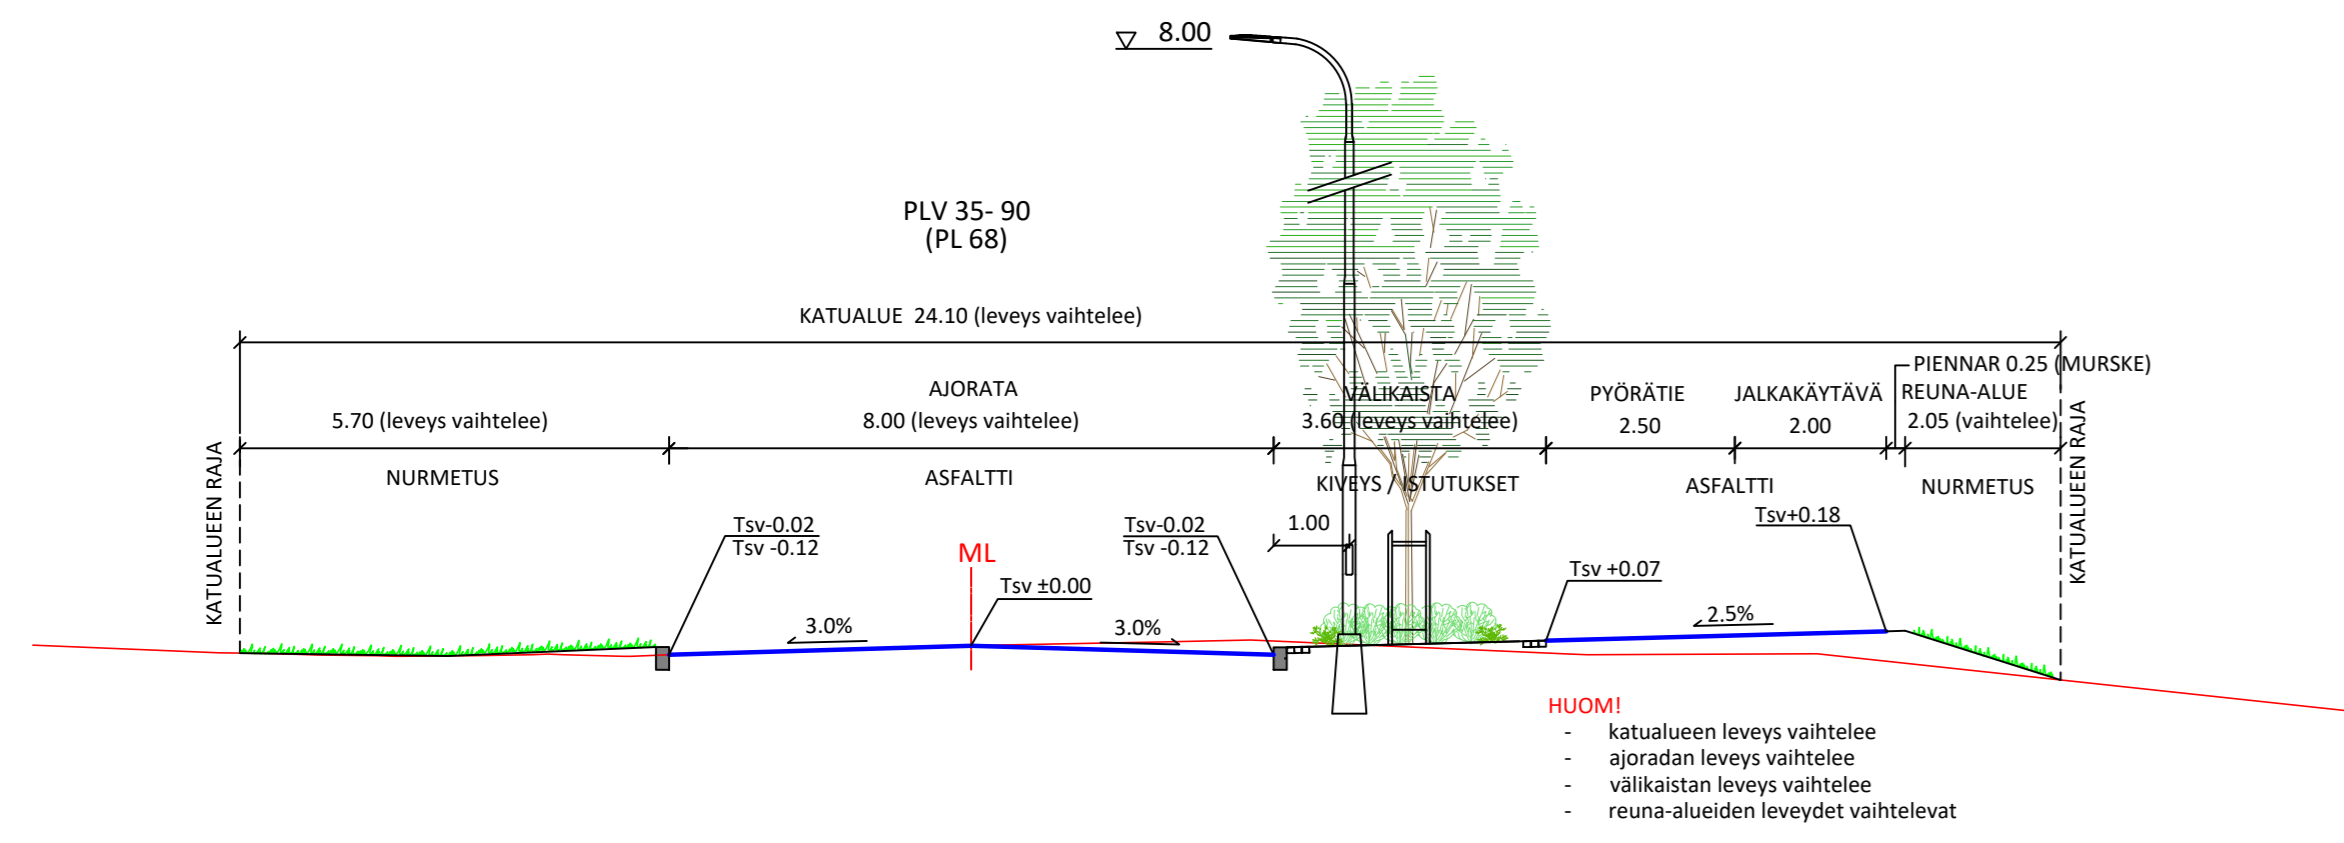 8.00
PLV 35- 90
(PL 68)
KATUALUE 24.10 (leveys vaihtelee)
PIENNAR 0.25 (MURSKE)
AJORATA
VÄLIKAISTA
PYÖRÄTIE
JALKAKÄYTÄVÄ
REUNA-ALUE
5.70 (leveys vaihtelee)
8.00 (leveys vaihtelee)
3.60 (leveys vaihtelee)
2.50
2.00
2.05 (vaihtelee)
KATUALUEEN RAJA
KATUALUEEN RAJA
NURMETUS
ASFALTTI
KIVEYS / ISTUTUKSET
ASFALTTI
NURMETUS
Tsv-0.02
Tsv -0.12
ML
Tsv ±0.00
Tsv-0.02
Tsv -0.12
1.00
Tsv+0.18
Tsv +0.07
3.0%
3.0%
2.5%
HUOM!
- katualueen leveys vaihtelee
- ajoradan leveys vaihtelee
- välikaistan leveys vaihtelee
- reuna-alueiden leveydet vaihtelevat